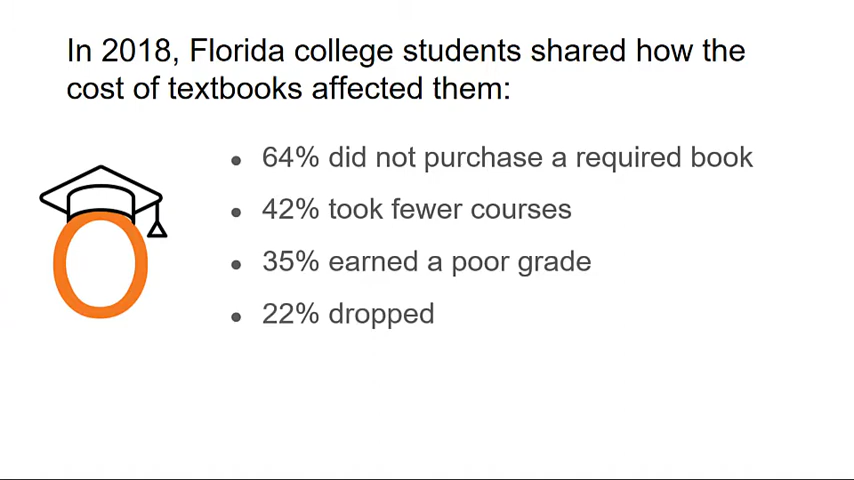 In 2018, Florida college students shared how the
cost of textbooks affected them:
● 64% did not purchase a required book
● 42% took fewer courses
● 35% earned a poor grade
● 22% dropped